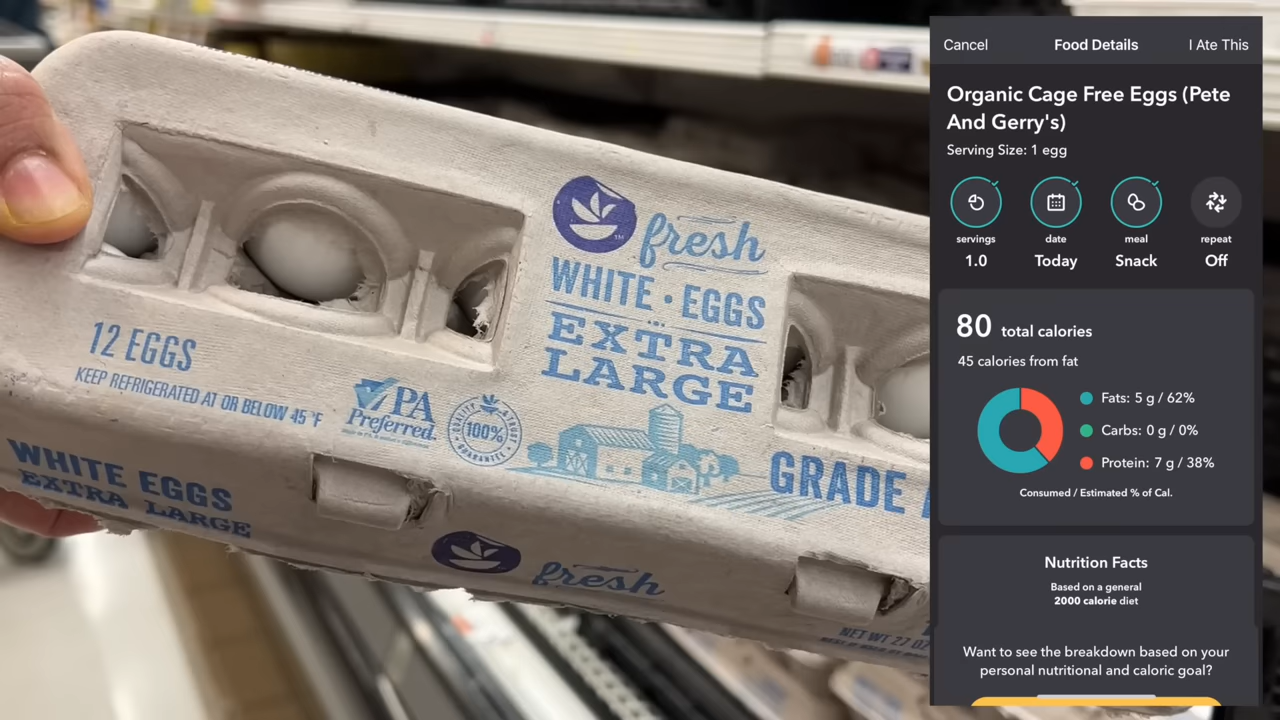 fresh
WHITE • EGGS
EXTRA
LARGE
12 EGGS
KEEP REFRIGERATED AT OR BELOW 45 °F
PA
Preferred.
QUALITY & TRUST
100%
GUARANTEE
GRADE
WHITE EGGS
EXTRA LARGE
fresh
NET WT 27 OZ
Cancel
Food Details
I Ate This
Organic Cage Free Eggs (Pete
And Gerry's)
Serving Size: 1 egg
servings
date
meal
repeat
1.0
Today
Snack
Off
80 total calories
45 calories from fat
Fats: 5 g / 62%
Carbs: 0 g / 0%
Protein: 7 g / 38%
Consumed / Estimated % of Cal.
Nutrition Facts
Based on a general
2000 calorie diet
Want to see the breakdown based on your
personal nutritional and caloric goal?